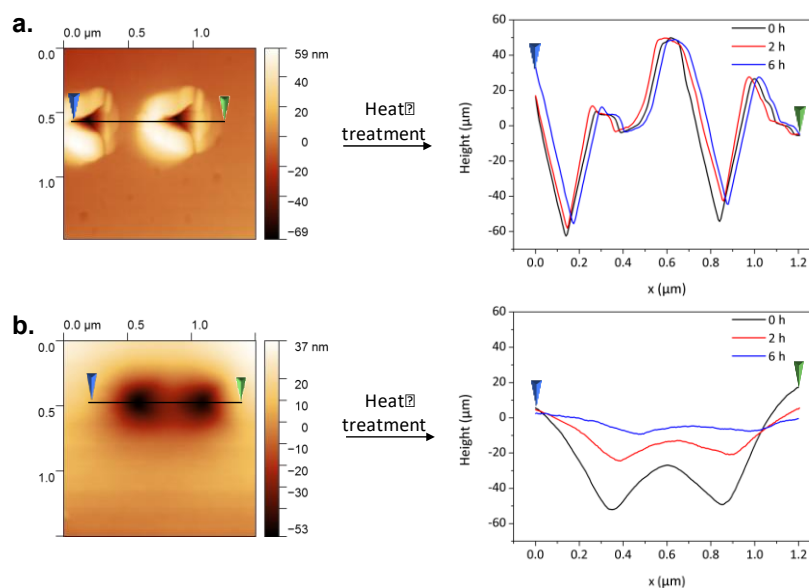 a.
0.0 µm 0.5 1.0
0.0
0.5
1.0
59 nm
40
20
0
−20
−40
−69
Heat⍰
treatment
Height (µm)
60
40
20
0
-20
-40
-60
0 h
2 h
6 h
0.0 0.2 0.4 0.6 0.8 1.0 1.2
x (µm)
b.
0.0 µm 0.5 1.0
0.0
0.5
1.0
37 nm
20
10
0
−10
−20
−30
−53
Heat⍰
treatment
Height (µm)
60
40
20
0
-20
-40
-60
-80
0 h
2 h
6 h
0.0 0.2 0.4 0.6 0.8 1.0 1.2
x (µm)